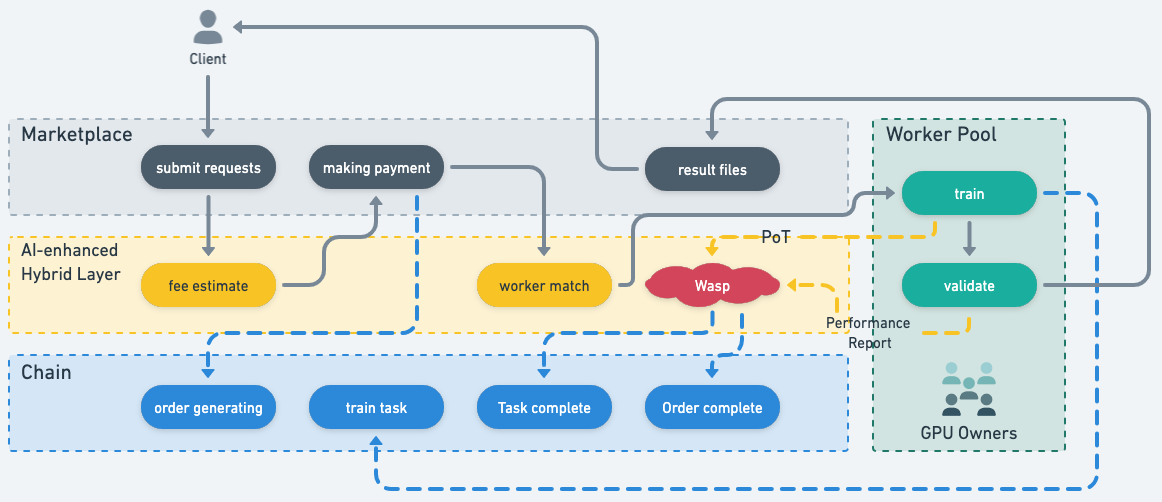 Client
Marketplace
submit requests
making payment
result files
Worker Pool
train
AI-enhanced
Hybrid Layer
PoT
fee estimate
worker match
Wasp
validate
Performance
Report
Chain
order generating
train task
Task complete
Order complete
GPU Owners